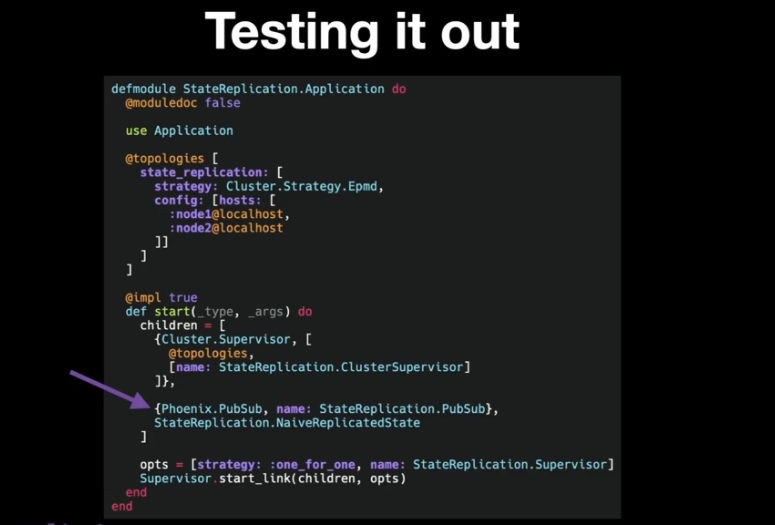 Testing it out
defmodule StateReplication.Application do
@moduledoc false
use Application
@topologies [
state_replication: [
strategy: Cluster.Strategy.Epmd,
config: [hosts: [
:node1@localhost,
:node2@localhost
]]
]
]
@impl true
def start(_type, _args) do
children = [
{Cluster.Supervisor, [
@topologies,
[name: StateReplication.ClusterSupervisor]
]},
{Phoenix.PubSub, name: StateReplication.PubSub},
StateReplication.NaiveReplicatedState
]
opts = [strategy: :one_for_one, name: StateReplication.Supervisor]
Supervisor.start_link(children, opts)
end
end